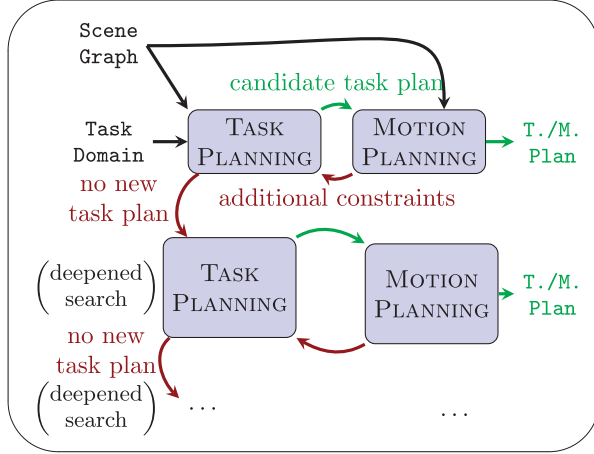 Scene
Graph
candidate task plan
Task
Domain
TASK
PLANNING
MOTION
PLANNING
T./M.
Plan
no new
task plan
additional constraints
(deepened
search)
TASK
PLANNING
MOTION
PLANNING
T./M.
Plan
no new
task plan
(deepened
search)
...
...